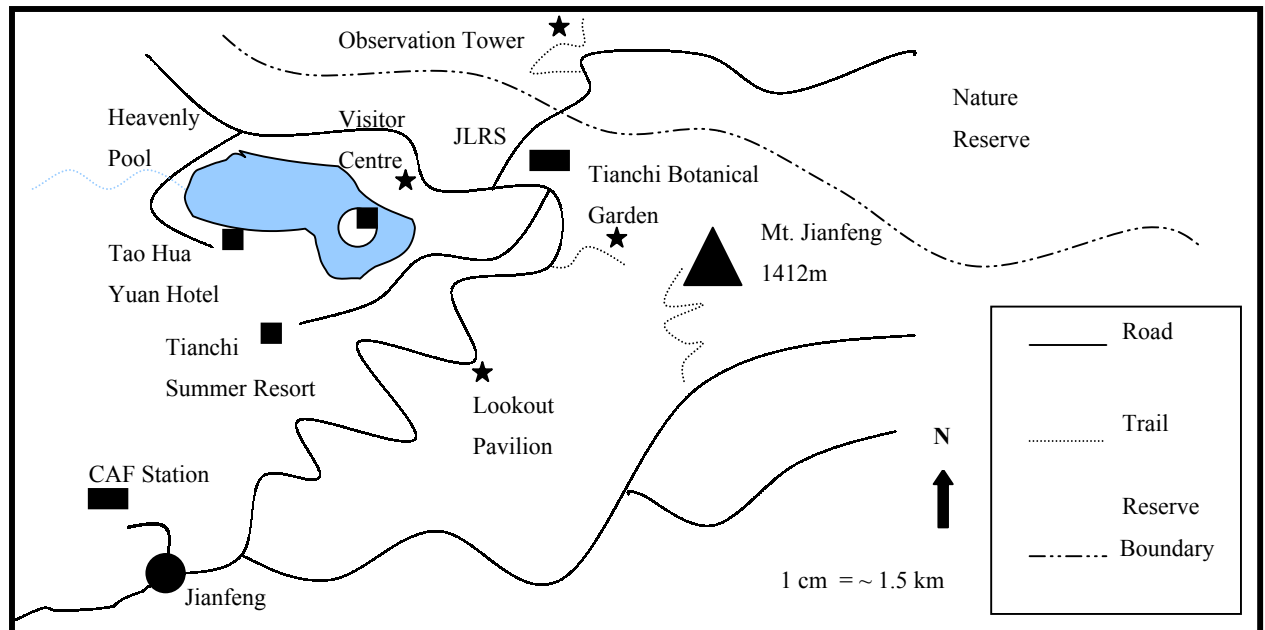 Observation Tower
Nature
Reserve
Heavenly
Pool
Visitor
Centre
JLRS
Tianchi Botanical
Garden
Mt. Jianfeng
1412m
Tao Hua
Yuan Hotel
Tianchi
Summer Resort
Lookout
Pavilion
CAF Station
Jianfeng
N
1 cm = ~ 1.5 km
Road
Trail
Reserve
Boundary